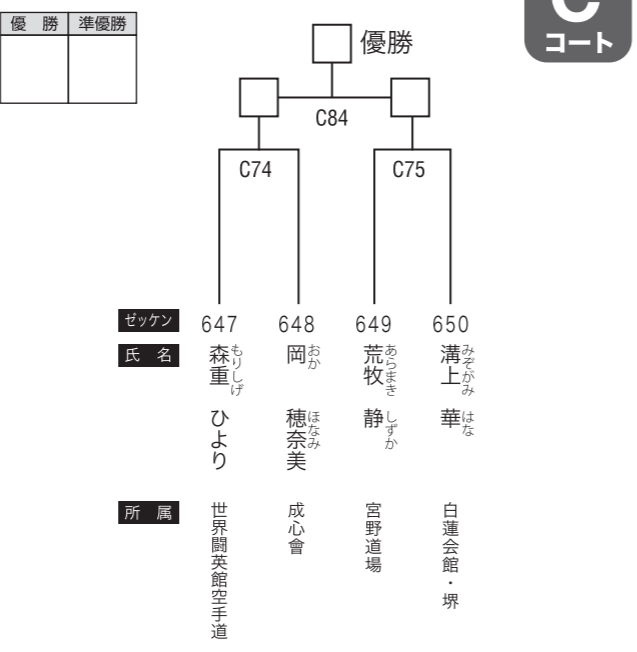 C
コート
優 勝 準優勝
優勝
C84
C74 C75
ゼッケン 647 648 649 650
氏 名
森重 ひより
もりしげ
岡 穂奈美
おか ほなみ
荒牧 静
あらまき しずか
溝上 華
みぞがみ はな
所 属
世界闘英館空手道
成心會
宮野道場
白蓮会館・堺